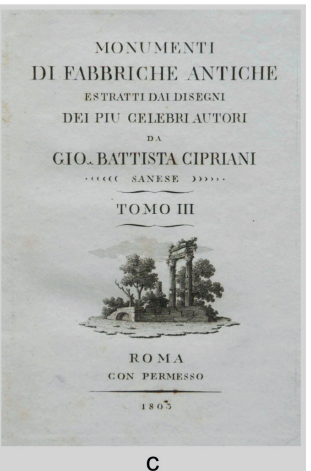 MONUMENTI
DI FABBRICHE ANTICHE
ESTRATTI DAI DISEGNI
DEI PIU CELEBRI AUTORI
DA
GIO. BATTISTA CIPRIANI
SANESE
TOMO III
ROMA
CON PERMESSO
1803
C